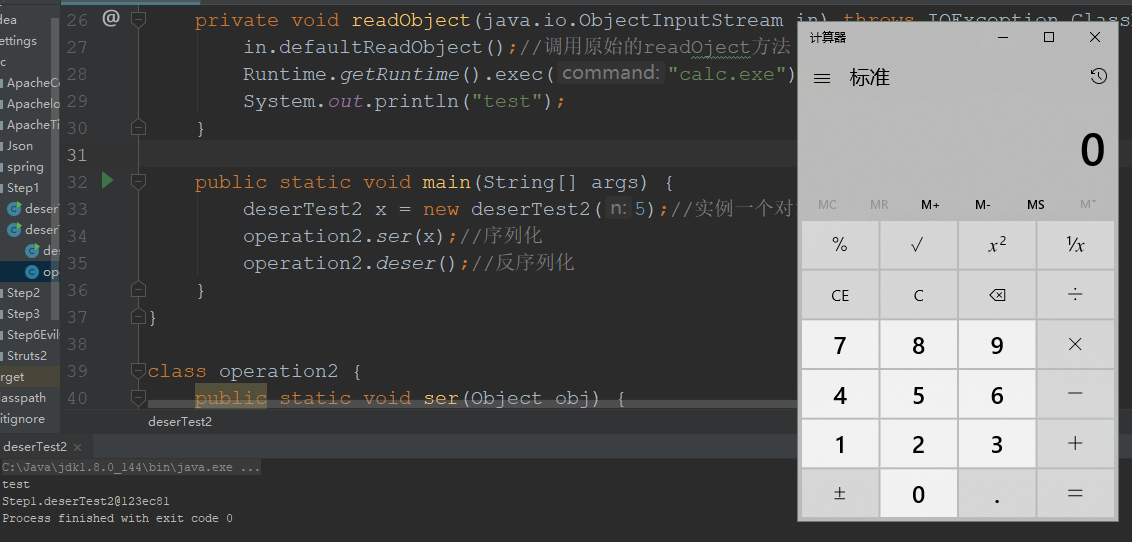 26 @ private void readObject(java.io.ObjectInputStream in) throws IOException,Class
27 in.defaultReadObject();//调用原始的readOject方法
28 Runtime.getRuntime().exec( command: "calc.exe")
29 System.out.println("test");
30 }
31
32 public static void main(String[] args) {
33 deserTest2 x = new deserTest2( n: 5);//实例一个对
34 operation2.ser(x);//序列化
35 operation2.deser();//反序列化
36 }
37 }
38
39 class operation2 {
40 public static void ser(Object obj) {
dea
ettings
c
ApacheCo
Apachelo
ApacheTi
Json
spring
Step1
deserT
deserT
des
op
Step2
Step3
Step6Evil
Struts2
rget
lasspath
itignore
deserTest2
deserTest2 ×
C:\Java\jdk1.8.0_144\bin\java.exe ...
test
Step1.deserTest2@123ec81
Process finished with exit code 0
计算器
标准
0
MC MR M+ M- MS M˅
% √ x² ¹/x
CE C ⌫ ÷
7 8 9 ×
4 5 6 −
1 2 3 +
± 0 . =